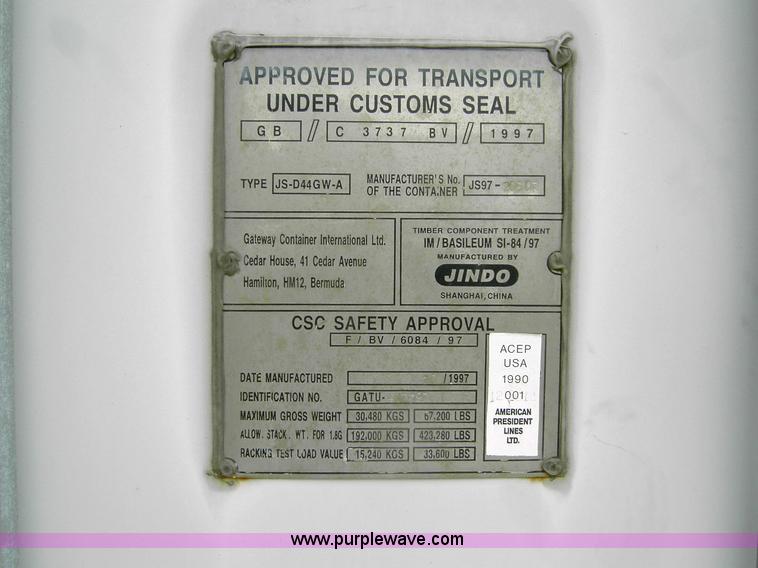 APPROVED FOR TRANSPORT
UNDER CUSTOMS SEAL
GB / C 3737 BV / 1997
TYPE JS-D44GW-A MANUFACTURER'S No. OF THE CONTAINER JS97-
Gateway Container International Ltd.
Cedar House, 41 Cedar Avenue
Hamilton, HM12, Bermuda
TIMBER COMPONENT TREATMENT
IM/BASILEUM SI-84/97
MANUFACTURED BY
JINDO
SHANGHAI, CHINA
CSC SAFETY APPROVAL
F / BV / 6084 / 97
DATE MANUFACTURED /1997
IDENTIFICATION NO. GATU-
MAXIMUM GROSS WEIGHT 30,480 KGS 67,200 LBS
ALLOW. STACK. WT. FOR 1.8G 192,000 KGS 423,280 LBS
RACKING TEST LOAD VALUE 15,240 KGS 33,600 LBS
ACEP
USA
1990
001
AMERICAN
PRESIDENT
LINES
LTD.
www.purplewave.com